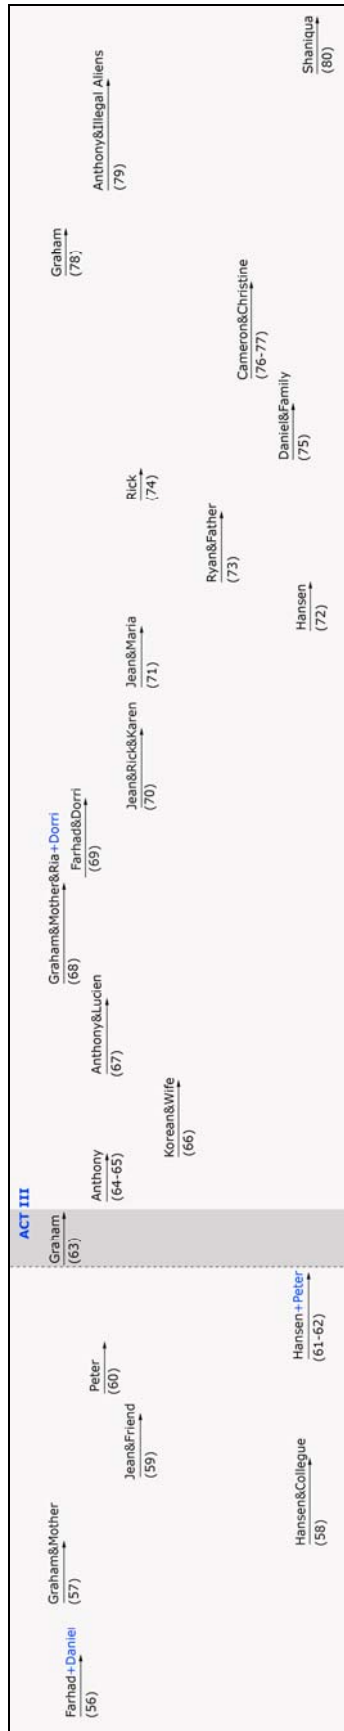 Farhad+Daniel
(56)
Graham&Mother
(57)
Hansen&Collegue
(58)
Jean&Friend
(59)
Peter
(60)
Hansen+Peter
(61-62)
ACT III
Graham
(63)
Anthony
(64-65)
Korean&Wife
(66)
Anthony&Lucien
(67)
Graham&Mother&Ria+Dorri
(68)
Farhad&Dorri
(69)
Jean&Rick&Karen
(70)
Jean&Maria
(71)
Hansen
(72)
Ryan&Father
(73)
Rick
(74)
Daniel&Family
(75)
Cameron&Christine
(76-77)
Graham
(78)
Anthony&Illegal Aliens
(79)
Shaniqua
(80)